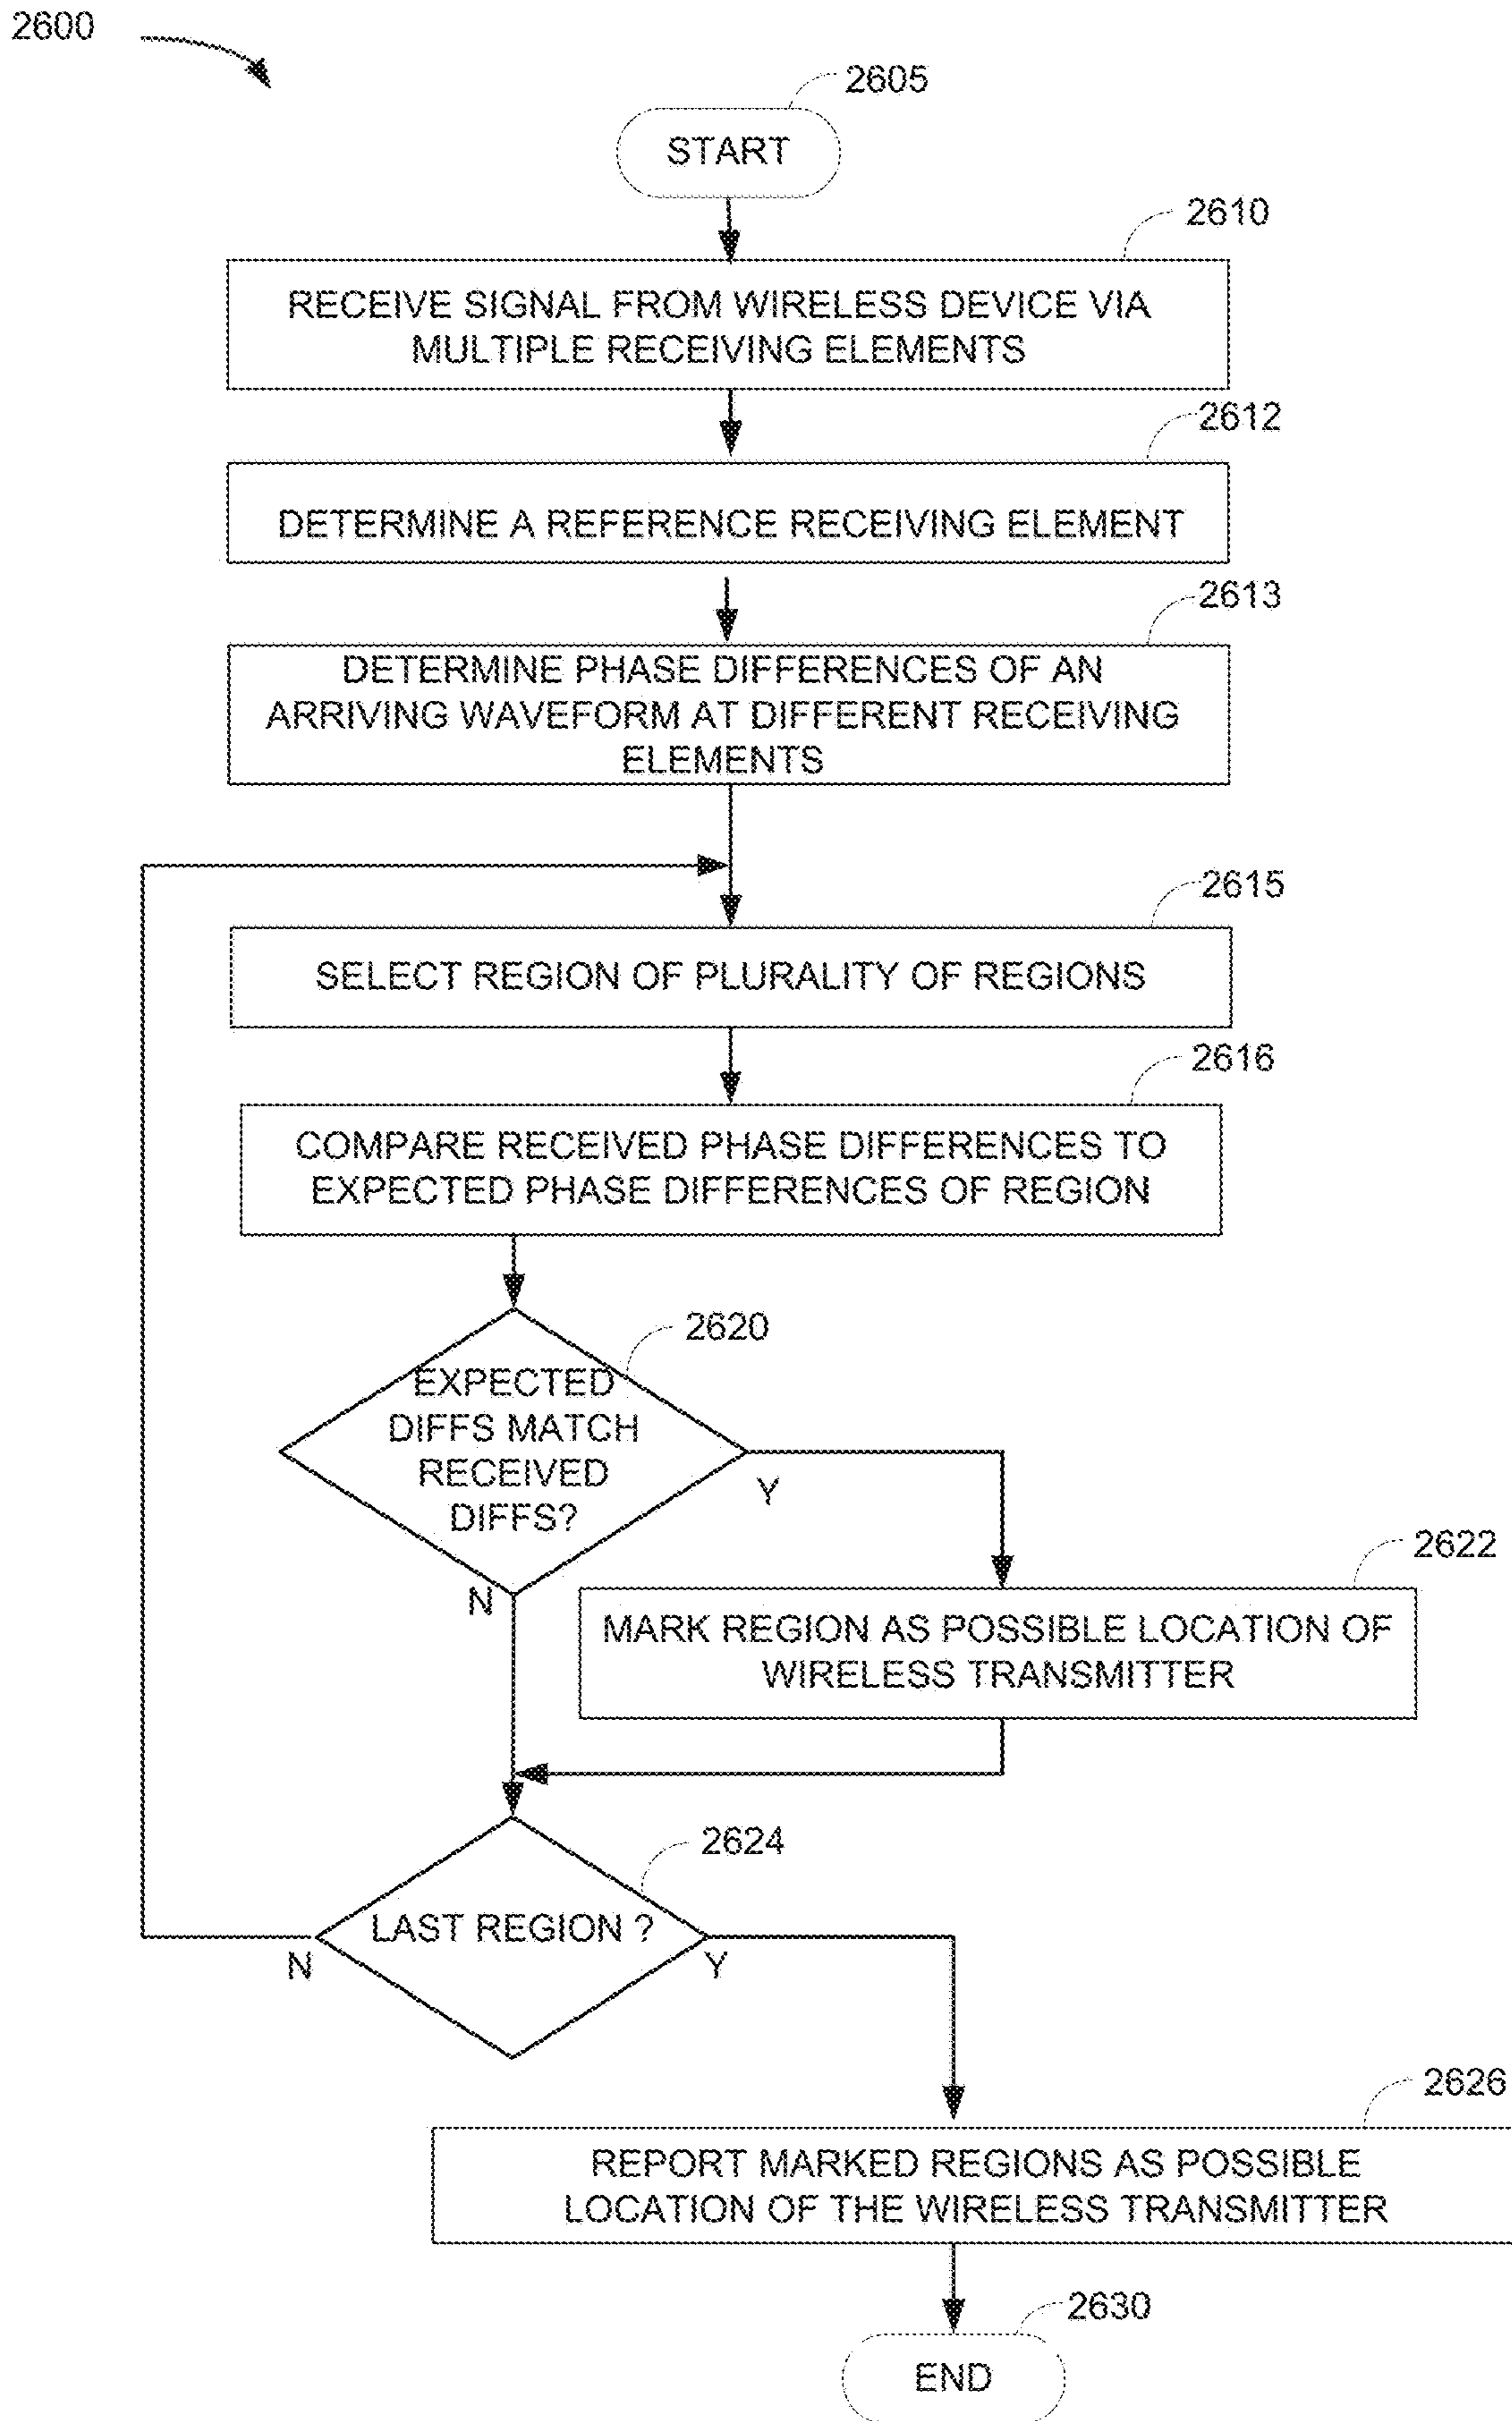 2600
2605
START
2610
RECEIVE SIGNAL FROM WIRELESS DEVICE VIA
MULTIPLE RECEIVING ELEMENTS
2612
DETERMINE A REFERENCE RECEIVING ELEMENT
2613
DETERMINE PHASE DIFFERENCES OF AN
ARRIVING WAVEFORM AT DIFFERENT RECEIVING
ELEMENTS
2615
SELECT REGION OF PLURALITY OF REGIONS
2616
COMPARE RECEIVED PHASE DIFFERENCES TO
EXPECTED PHASE DIFFERENCES OF REGION
2620
EXPECTED
DIFFS MATCH
RECEIVED
DIFFS?
Y
N
2622
MARK REGION AS POSSIBLE LOCATION OF
WIRELESS TRANSMITTER
2624
LAST REGION ?
N
Y
2626
REPORT MARKED REGIONS AS POSSIBLE
LOCATION OF THE WIRELESS TRANSMITTER
2630
END